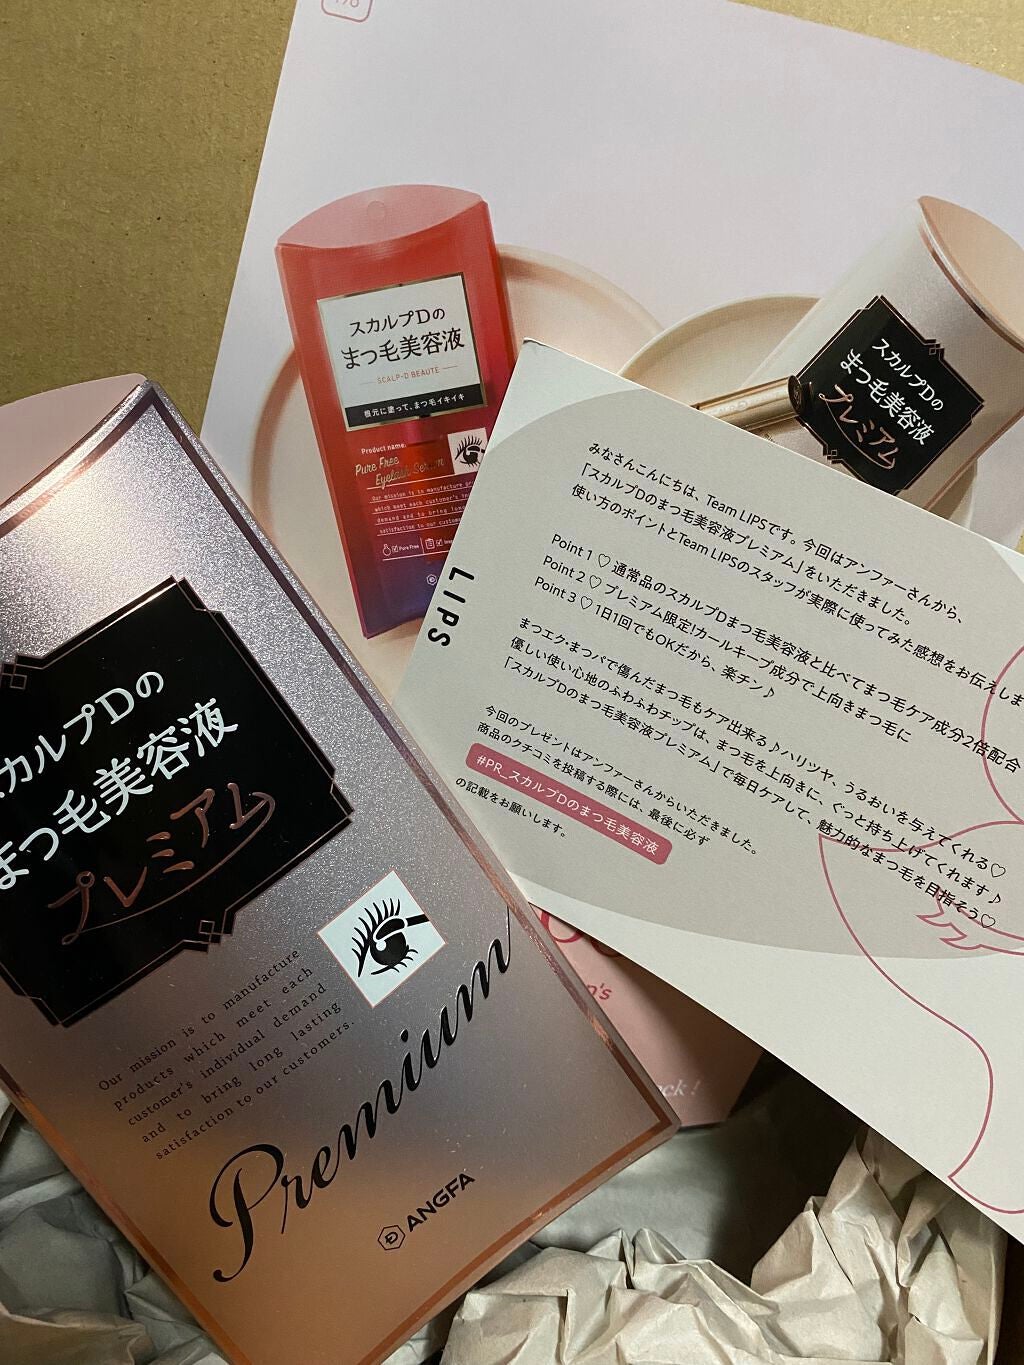 スカルプDの
まつ毛美容液
SCALP-D BEAUTE
根元に塗って、まつ毛イキイキ
Product name:
Pure Free
Eyelash Serum
Our mission is to manufacture
which meet each customer's
demand and to bring long
satisfaction to our
Pure Free
スカルプDの
まつ毛美容液
プレミアム
LIPS
みなさんこんにちは、Team LIPSです。今回はアンファーさんから、
「スカルプDのまつ毛美容液プレミアム」をいただきました。
使い方のポイントとTeam LIPSのスタッフが実際に使ってみた感想をお伝えしま
Point 1 ♡ 通常品のスカルプDまつ毛美容液と比べてまつ毛ケア成分2倍配合
Point 2 ♡ プレミアム限定!カールキープ成分で上向きまつ毛に
Point 3 ♡ 1日1回でもOKだから、楽チン♪
まつエク・まつパで傷んだまつ毛もケア出来る♪ハリツヤ、うるおいを与えてくれる♡
優しい使い心地のふわふわチップは、まつ毛を上向きに、ぐっと持ち上げてくれます♪
「スカルプDのまつ毛美容液プレミアム」で毎日ケアして、魅力的なまつ毛を目指そう♡
今回のプレゼントはアンファーさんからいただきました。
商品のクチコミを投稿する際には、最後に必ず
#PR_スカルプDのまつ毛美容液
の記載をお願いします。
スカルプDの
まつ毛美容液
プレミアム
Our mission is to manufacture
products which meet each
customer's individual demand
and to bring long lasting
satisfaction to our customers.
Premium
ANGFA